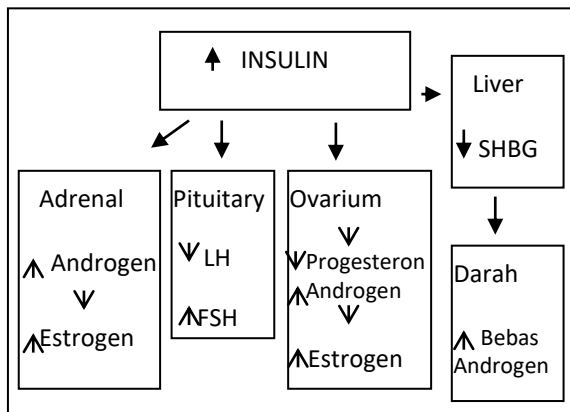 INSULIN
Liver
SHBG
Adrenal
Androgen
Estrogen
Pituitary
LH
FSH
Ovarium
Progesteron
Androgen
Estrogen
Darah
Bebas
Androgen